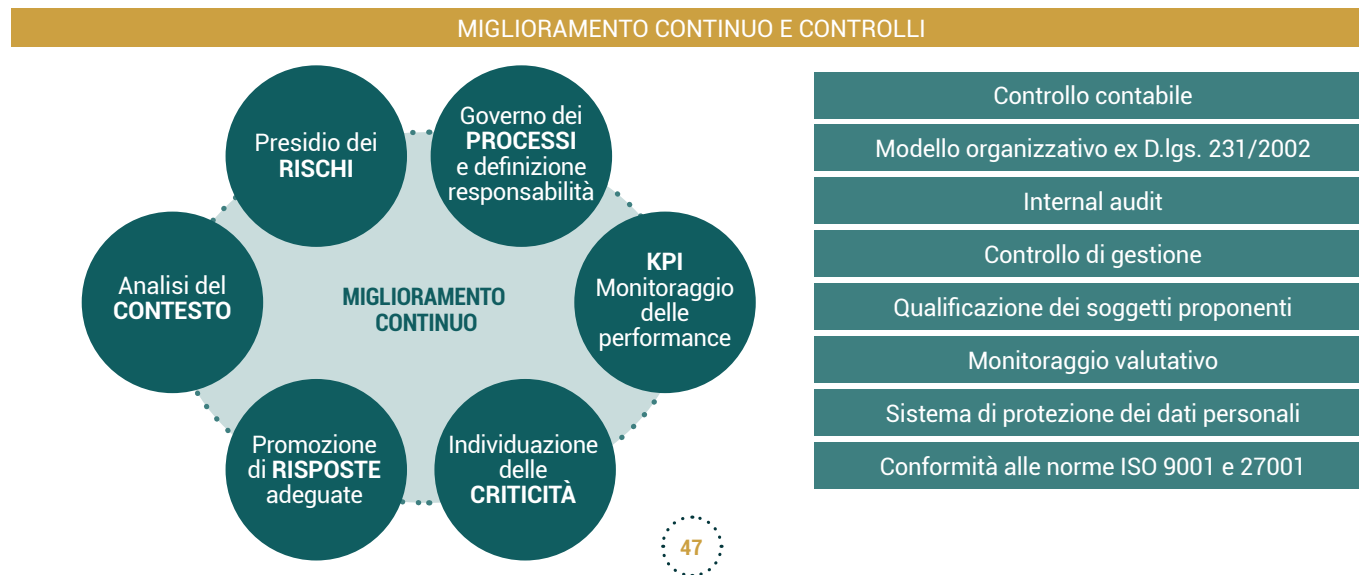 MIGLIORAMENTO CONTINUO E CONTROLLI
Presidio dei
RISCHI
Governo dei
PROCESSI
e definizione
responsabilità
Analisi del
CONTESTO
MIGLIORAMENTO
CONTINUO
KPI
Monitoraggio
delle
performance
Promozione
di RISPOSTE
adeguate
Individuazione
delle
CRITICITÀ
Controllo contabile
Modello organizzativo ex D.lgs. 231/2002
Internal audit
Controllo di gestione
Qualificazione dei soggetti proponenti
Monitoraggio valutativo
Sistema di protezione dei dati personali
Conformità alle norme ISO 9001 e 27001
47